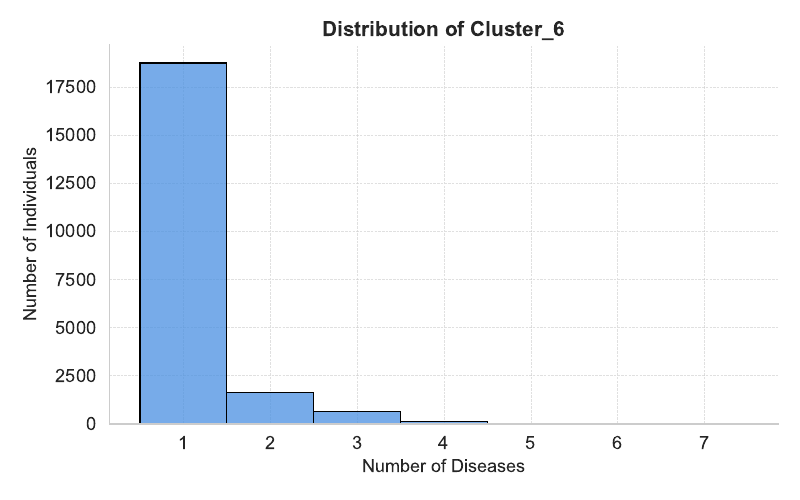 Distribution of Cluster_6
Number of Individuals
17500
15000
12500
10000
7500
5000
2500
0
1 2 3 4 5 6 7
Number of Diseases